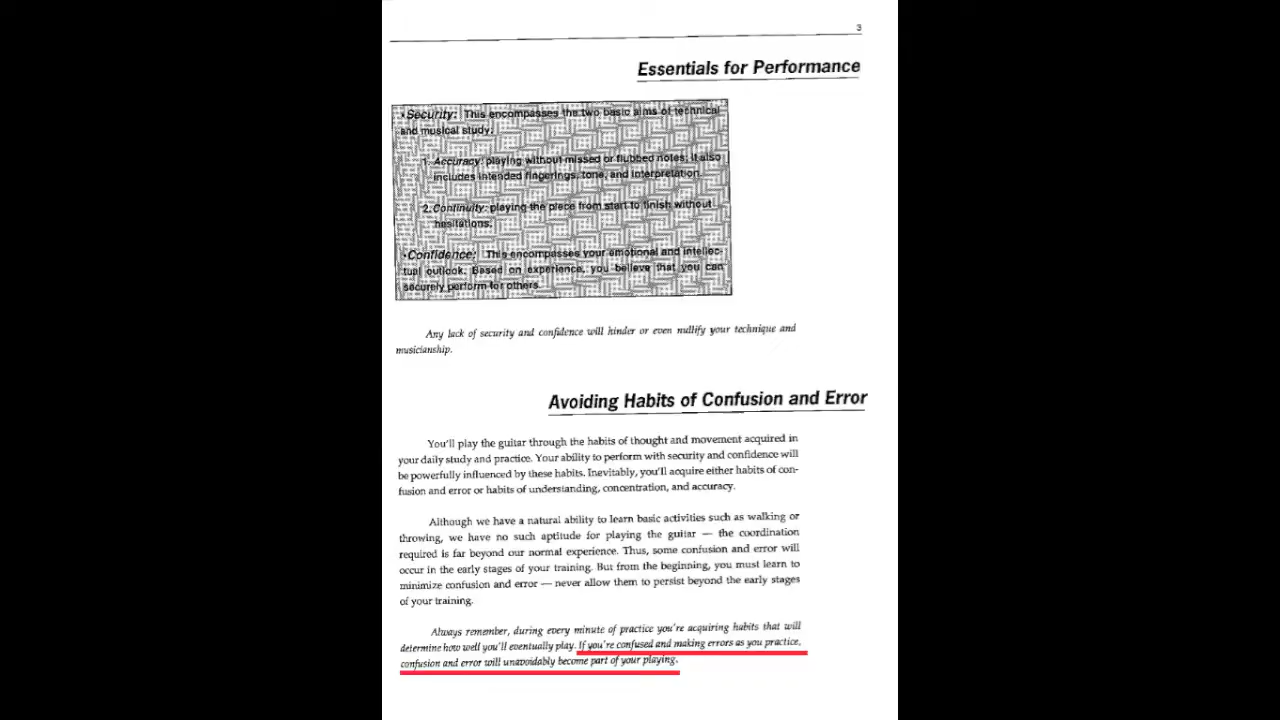 3
Essentials for Performance
•Security: This encompasses the two basic aims of technical
and musical study:
1. Accuracy: playing without missed or flubbed notes; it also
includes intended fingerings, tone, and interpretation.
2. Continuity: playing the piece from start to finish without
hesitations.
•Confidence: This encompasses your emotional and intellec-
tual outlook. Based on experience, you believe that you can
securely perform for others.
Any lack of security and confidence will hinder or even nullify your technique and
musicianship.
Avoiding Habits of Confusion and Error
You'll play the guitar through the habits of thought and movement acquired in
your daily study and practice. Your ability to perform with security and confidence will
be powerfully influenced by these habits. Inevitably, you'll acquire either habits of con-
fusion and error or habits of understanding, concentration, and accuracy.
Although we have a natural ability to learn basic activities such as walking or
throwing, we have no such aptitude for playing the guitar — the coordination
required is far beyond our normal experience. Thus, some confusion and error will
occur in the early stages of your training. But from the beginning, you must learn to
minimize confusion and error — never allow them to persist beyond the early stages
of your training.
Always remember, during every minute of practice you're acquiring habits that will
determine how well you'll eventually play. If you're confused and making errors as you practice,
confusion and error will unavoidably become part of your playing.